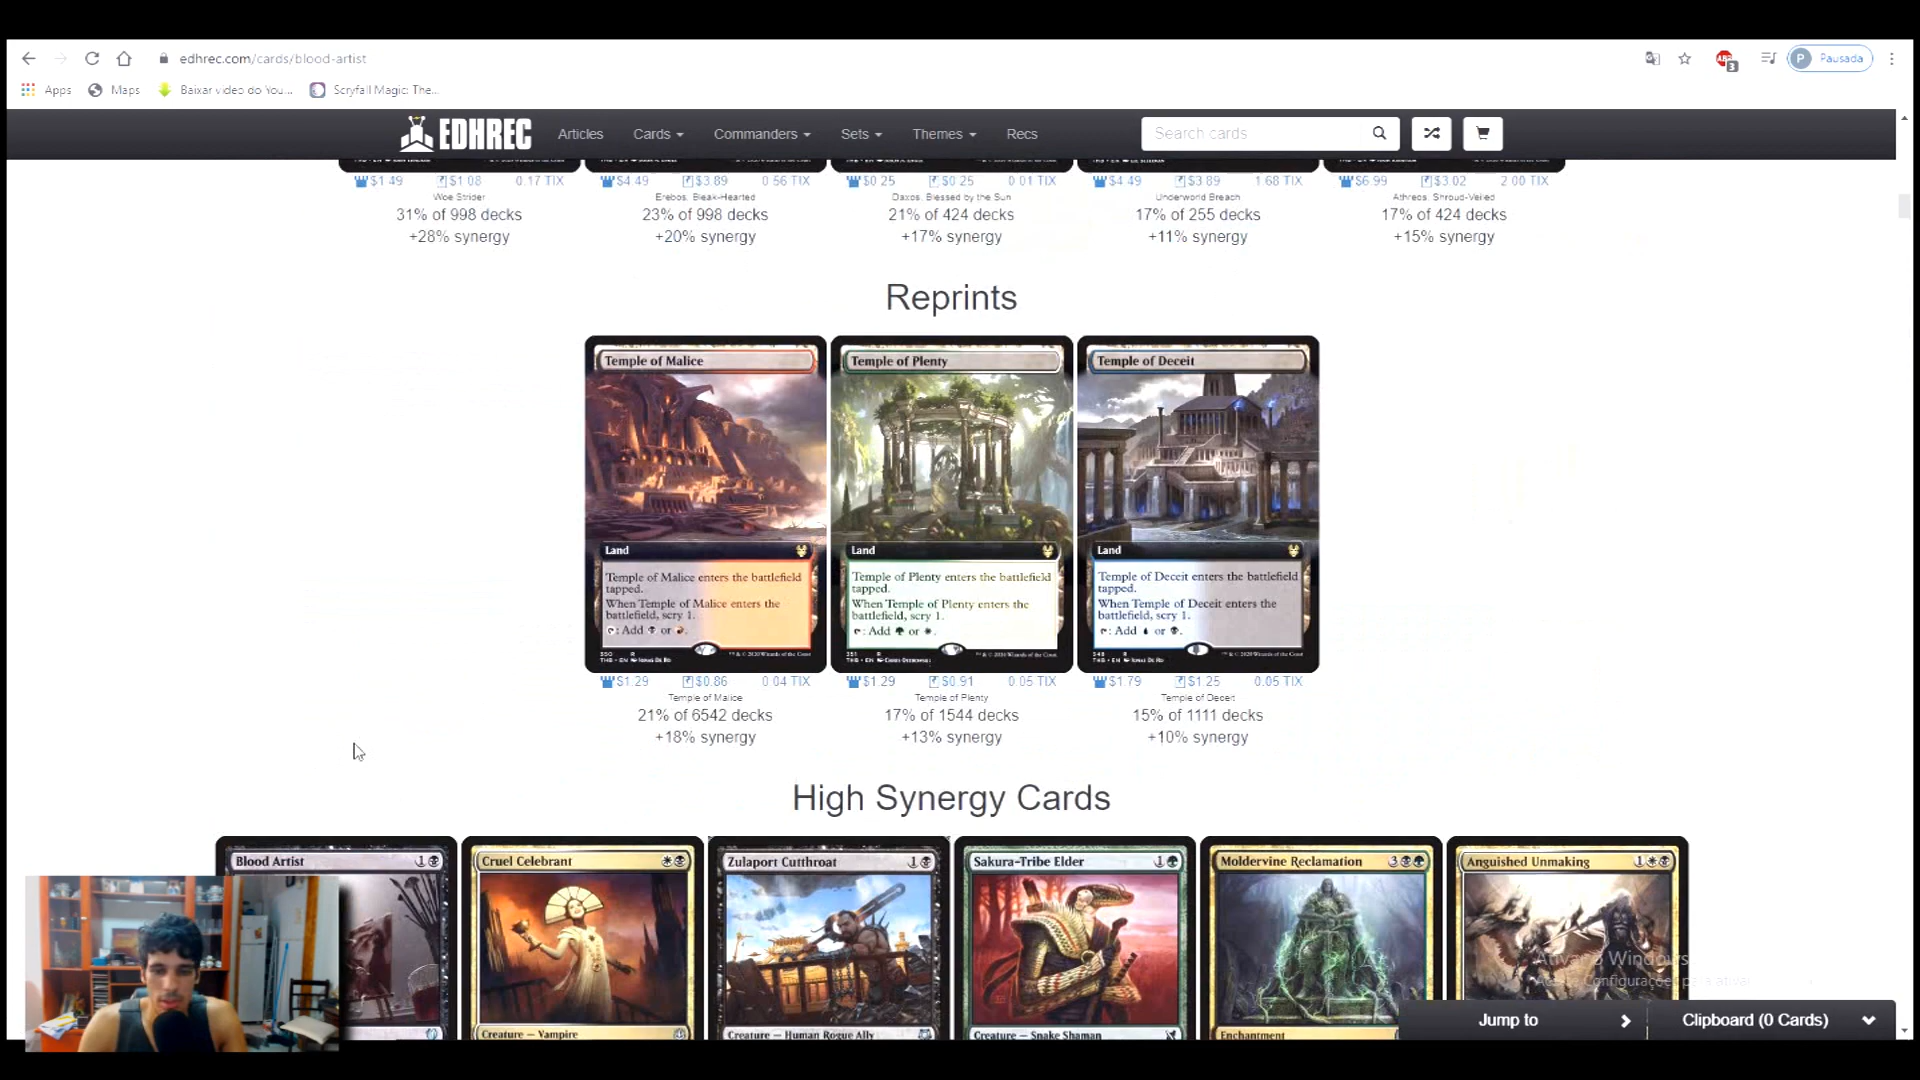 edhrec.com/cards/blood-artist
Pausada
Apps
Maps
Baixar video do You...
Scryfall Magic: The...
EDHREC
Articles
Cards
Commanders
Sets
Themes
Recs
Search cards
$1.49 $1.08 0.17 TIX
$4.49 $3.89 0.56 TIX
$0.25 $0.25 0.01 TIX
$4.49 $3.89 1.68 TIX
$6.99 $3.02 2.00 TIX
Woe Strider
Erebos, Bleak-Hearted
Daxos, Blessed by the Sun
Underworld Breach
Athreos, Shroud-Veiled
31% of 998 decks
23% of 998 decks
21% of 424 decks
17% of 255 decks
17% of 424 decks
+28% synergy
+20% synergy
+17% synergy
+11% synergy
+15% synergy
Reprints
Temple of Malice
Land
Temple of Malice enters the battlefield
tapped.
When Temple of Malice enters the
battlefield, scry 1.
: Add or .
Temple of Plenty
Land
Temple of Plenty enters the battlefield
tapped.
When Temple of Plenty enters the
battlefield, scry 1.
: Add or .
Temple of Deceit
Land
Temple of Deceit enters the battlefield
tapped.
When Temple of Deceit enters the
battlefield, scry 1.
: Add or .
$1.29 $0.86 0.04 TIX
$1.29 $0.91 0.05 TIX
$1.79 $1.25 0.05 TIX
Temple of Malice
Temple of Plenty
Temple of Deceit
21% of 6542 decks
17% of 1544 decks
15% of 1111 decks
+18% synergy
+13% synergy
+10% synergy
High Synergy Cards
Blood Artist 1
Cruel Celebrant
Creature — Vampire
Zulaport Cutthroat 1
Creature — Human Rogue Ally
Sakura-Tribe Elder 1
Creature — Snake Shaman
Moldervine Reclamation 3
Enchantment
Anguished Unmaking 1
Jump to
Clipboard (0 Cards)